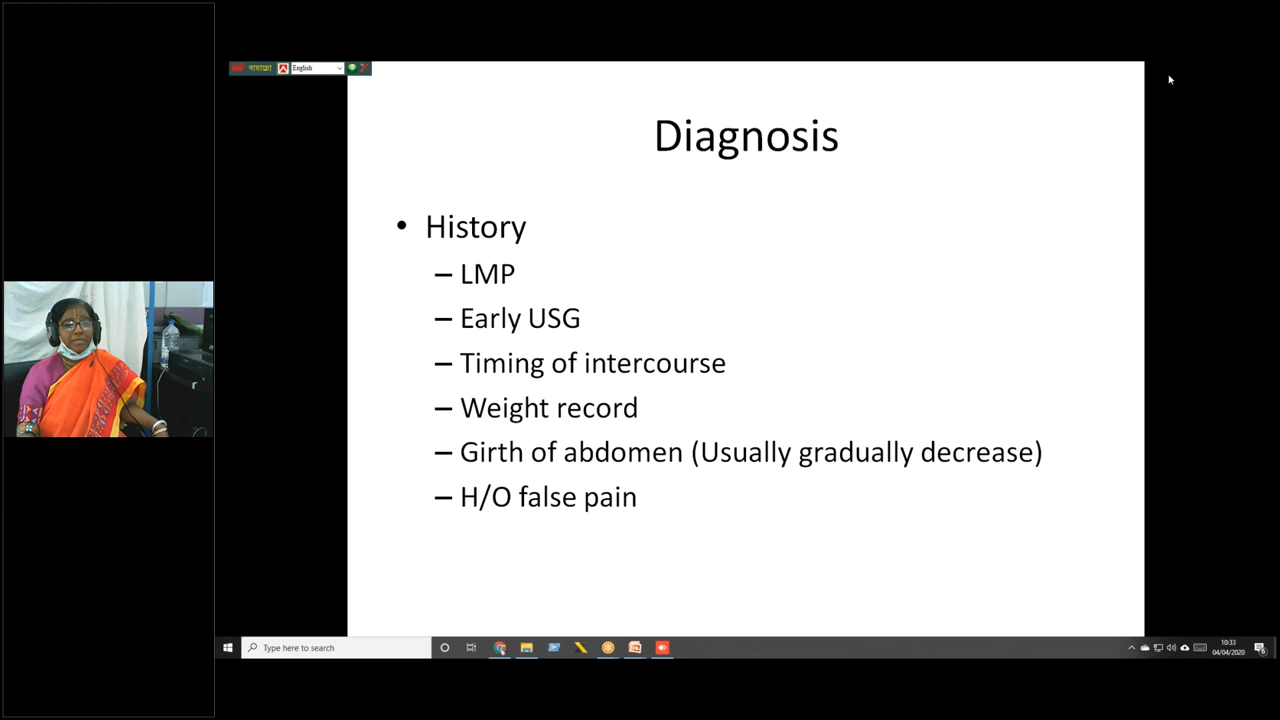 English
Diagnosis
• History
– LMP
– Early USG
– Timing of intercourse
– Weight record
– Girth of abdomen (Usually gradually decrease)
– H/O false pain
Type here to search
10:33
04/04/2020